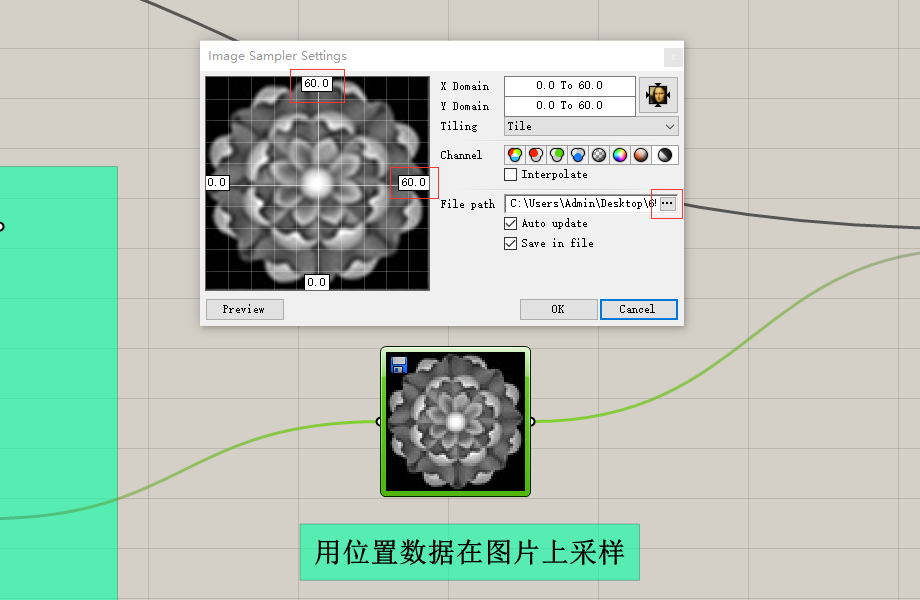 Image Sampler Settings
60.0
0.0
60.0
0.0
X Domain
0.0 To 60.0
Y Domain
0.0 To 60.0
Tiling
Tile
Channel
Interpolate
File path
C:\Users\Admin\Desktop\6
...
Auto update
Save in file
Preview
OK
Cancel
用位置数据在图片上采样